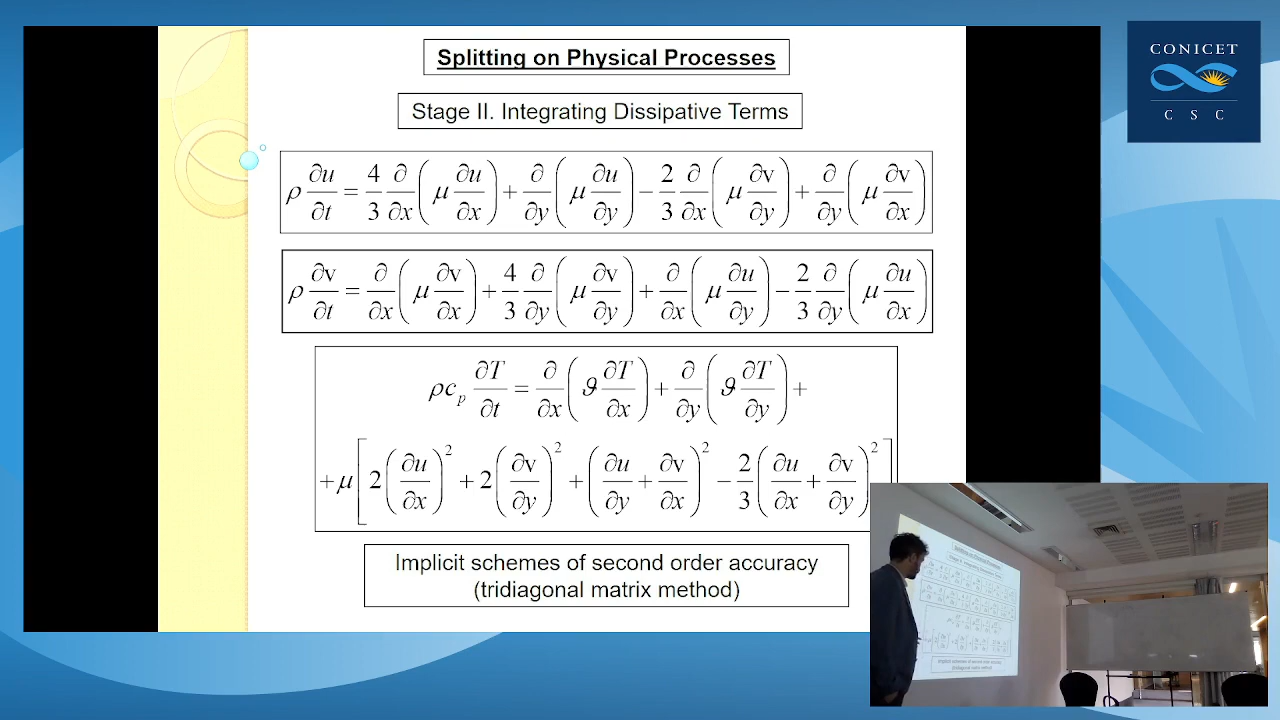 Splitting on Physical Processes
CONICET
CSC
Stage II. Integrating Dissipative Terms
ρ ∂u/∂t = 4/3 ∂/∂x (μ ∂u/∂x) + ∂/∂y (μ ∂u/∂y) − 2/3 ∂/∂x (μ ∂v/∂y) + ∂/∂y (μ ∂v/∂x)
ρ ∂v/∂t = ∂/∂x (μ ∂v/∂x) + 4/3 ∂/∂y (μ ∂v/∂y) + ∂/∂x (μ ∂u/∂y) − 2/3 ∂/∂y (μ ∂u/∂x)
ρc_p ∂T/∂t = ∂/∂x (ϑ ∂T/∂x) + ∂/∂y (ϑ ∂T/∂y) +
+ μ [2(∂u/∂x)² + 2(∂v/∂y)² + (∂u/∂y + ∂v/∂x)² − 2/3 (∂u/∂x + ∂v/∂y)²]
Implicit schemes of second order accuracy
(tridiagonal matrix method)